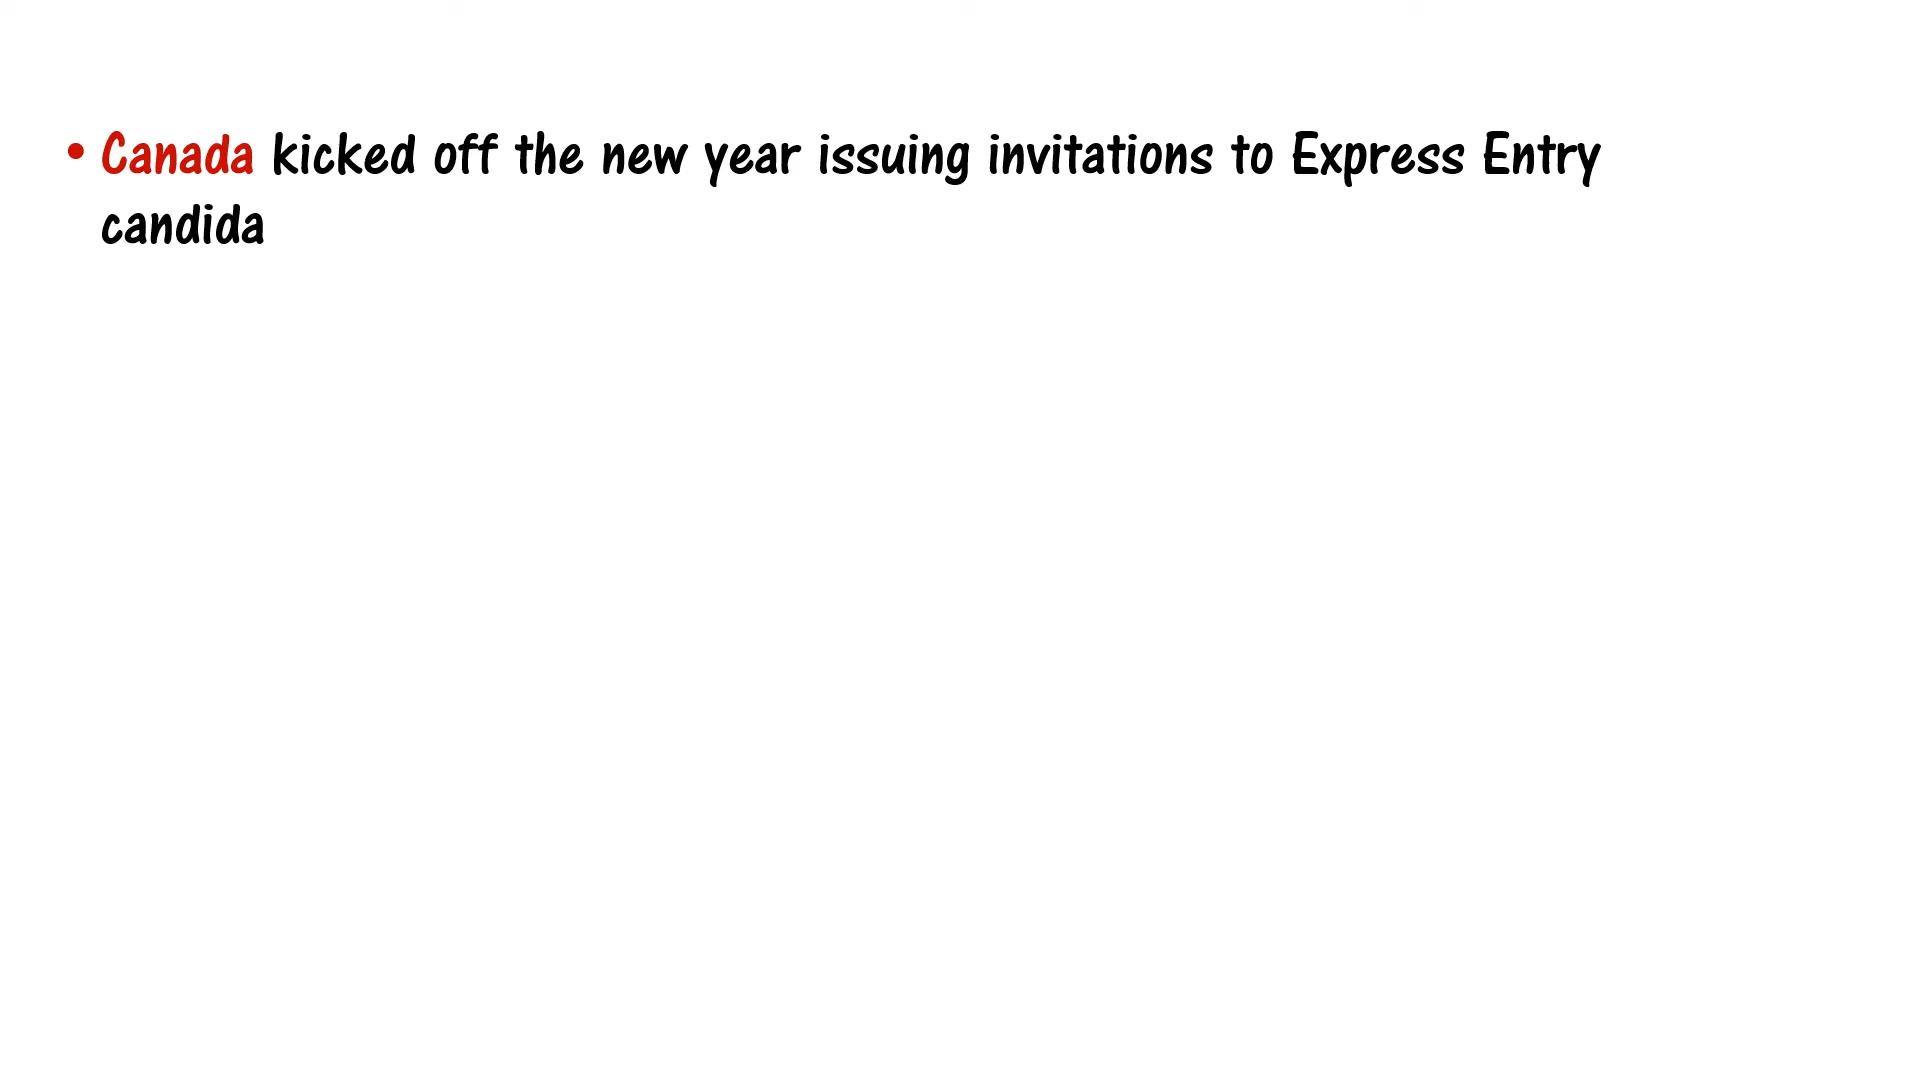 • Canada kicked off the new year issuing invitations to Express Entry
candida